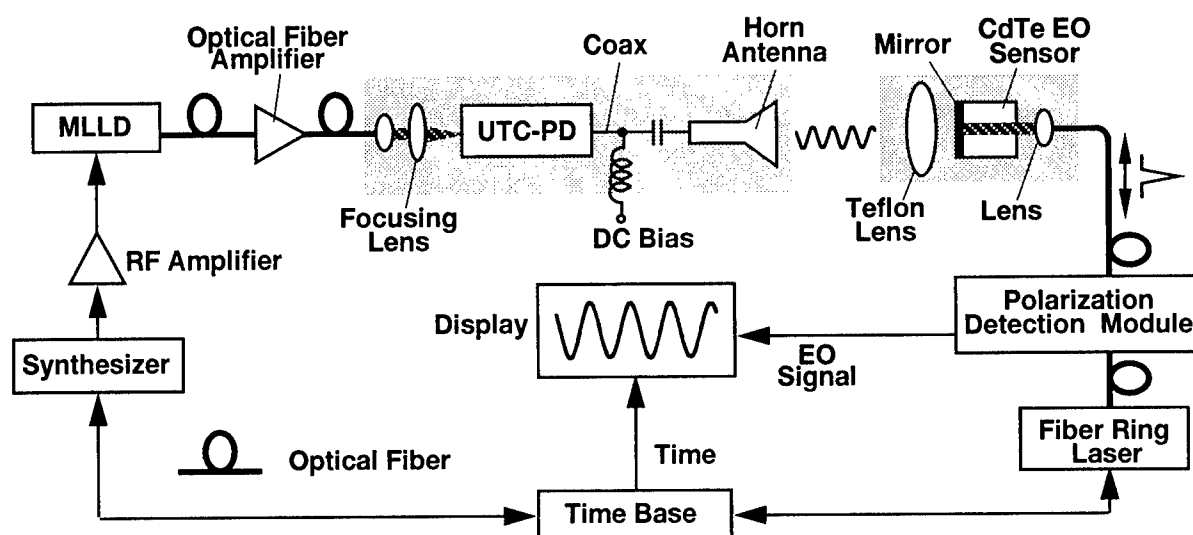 Optical Fiber
Amplifier
Coax
Horn
Antenna
Mirror
CdTe EO
Sensor
MLLD
UTC-PD
Focusing
Lens
DC Bias
Teflon
Lens
Lens
RF Amplifier
Polarization
Detection Module
Display
EO
Signal
Synthesizer
Fiber Ring
Laser
Optical Fiber
Time
Time Base